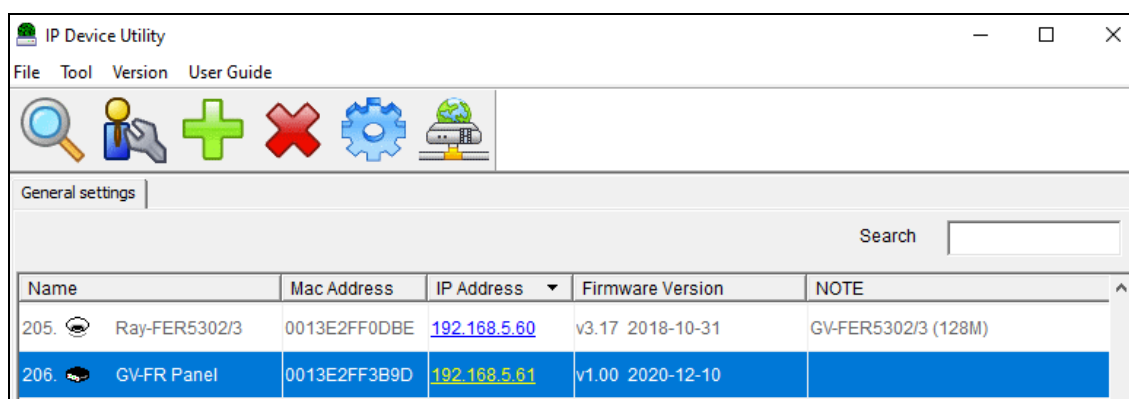 IP Device Utility
File Tool Version User Guide
General settings
Search
Name Mac Address IP Address Firmware Version NOTE
205. Ray-FER5302/3 0013E2FF0DBE 192.168.5.60 v3.17 2018-10-31 GV-FER5302/3 (128M)
206. GV-FR Panel 0013E2FF3B9D 192.168.5.61 v1.00 2020-12-10